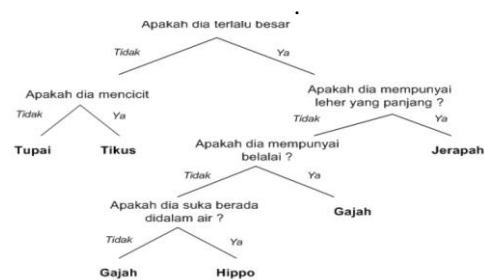 Apakah dia terlalu besar
Tidak
Ya
Apakah dia mencicit
Apakah dia mempunyai
leher yang panjang ?
Tidak
Ya
Tidak
Ya
Tupai
Tikus
Apakah dia mempunyai
belalai ?
Jerapah
Tidak
Ya
Apakah dia suka berada
didalam air ?
Gajah
Tidak
Ya
Gajah
Hippo